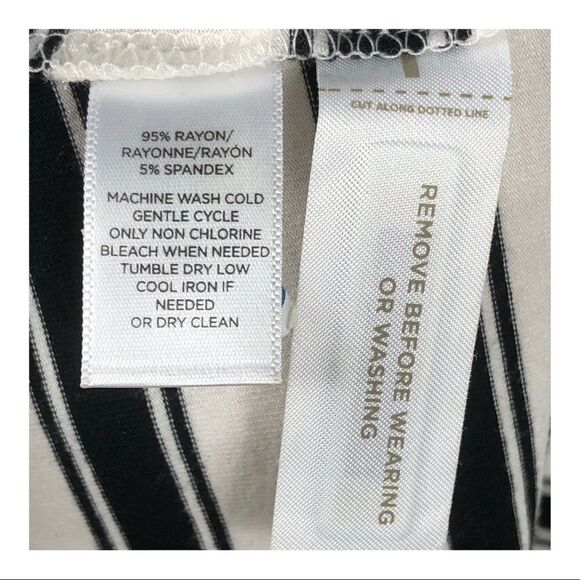 95% RAYON/
RAYONNE/RAYÓN
5% SPANDEX
MACHINE WASH COLD
GENTLE CYCLE
ONLY NON CHLORINE
BLEACH WHEN NEEDED
TUMBLE DRY LOW
COOL IRON IF
NEEDED
OR DRY CLEAN
CUT ALONG DOTTED LINE
REMOVE BEFORE WEARING
OR WASHING